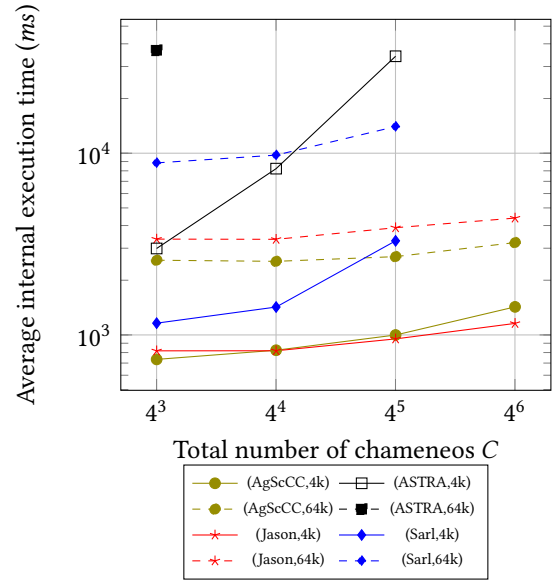 Average internal execution time (ms)
10^4
10^3
4^3 4^4 4^5 4^6
Total number of chameneos C
(AgScCC,4k) (ASTRA,4k)
(AgScCC,64k) (ASTRA,64k)
(Jason,4k) (Sarl,4k)
(Jason,64k) (Sarl,64k)